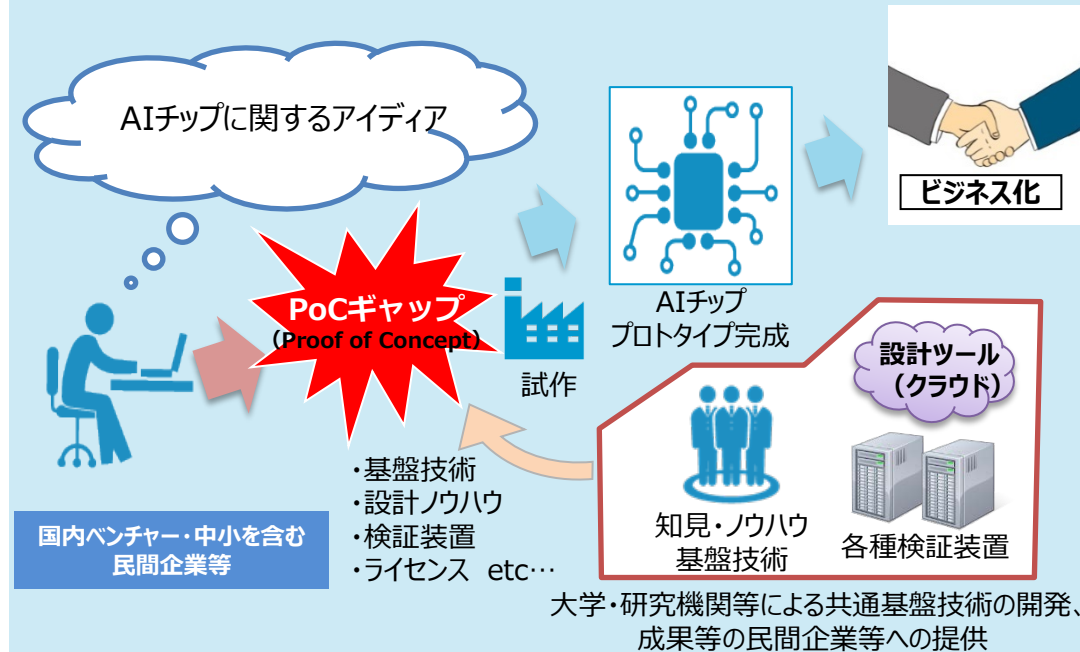 AIチップに関するアイディア
ビジネス化
PoCギャップ
(Proof of Concept)
試作
AIチップ
プロトタイプ完成
設計ツール
(クラウド)
・基盤技術
・設計ノウハウ
・検証装置
・ライセンス etc…
知見・ノウハウ
基盤技術
各種検証装置
国内ベンチャー・中小を含む
民間企業等
大学・研究機関等による共通基盤技術の開発、
成果等の民間企業等への提供